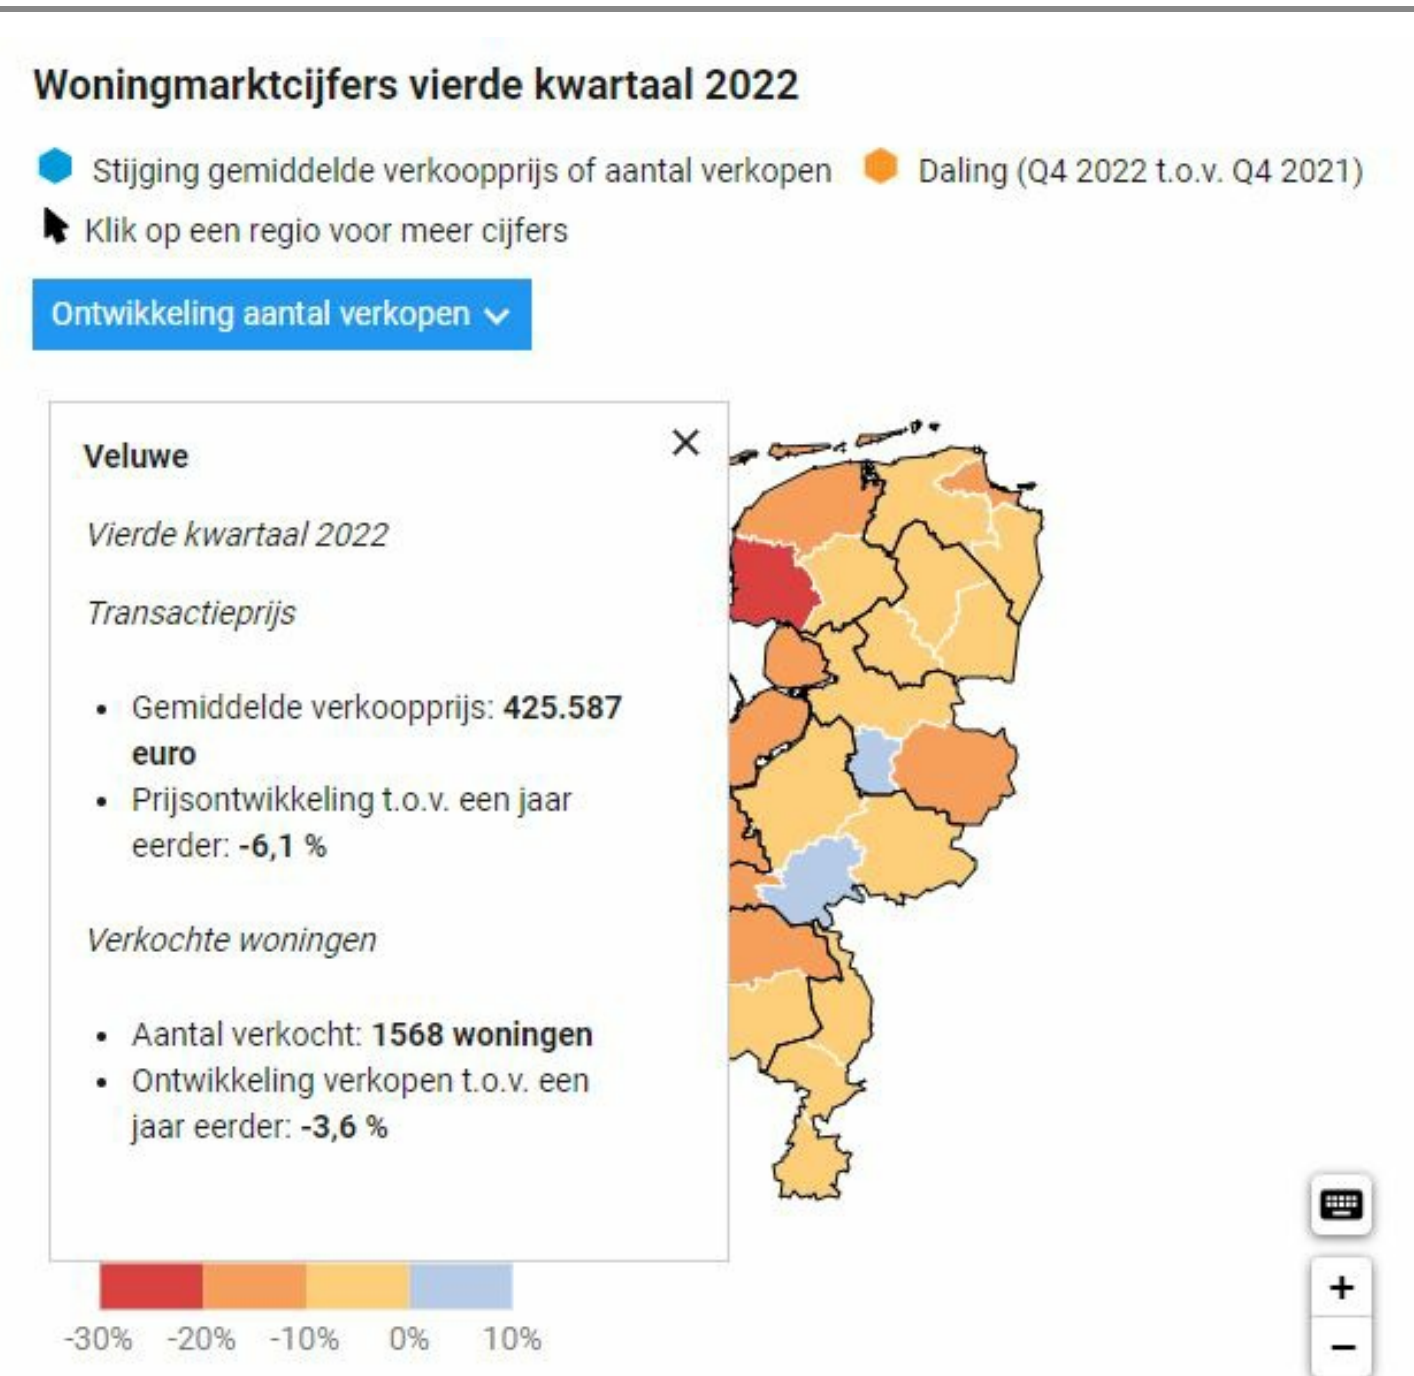 Woningmarktcijfers vierde kwartaal 2022
Stijging gemiddelde verkoopprijs of aantal verkopen Daling (Q4 2022 t.o.v. Q4 2021)
Klik op een regio voor meer cijfers
Ontwikkeling aantal verkopen
Veluwe
Vierde kwartaal 2022
Transactieprijs
• Gemiddelde verkoopprijs: 425.587
euro
• Prijsontwikkeling t.o.v. een jaar
eerder: -6,1 %
Verkochte woningen
• Aantal verkocht: 1568 woningen
• Ontwikkeling verkopen t.o.v. een
jaar eerder: -3,6 %
-30% -20% -10% 0% 10%
+
−